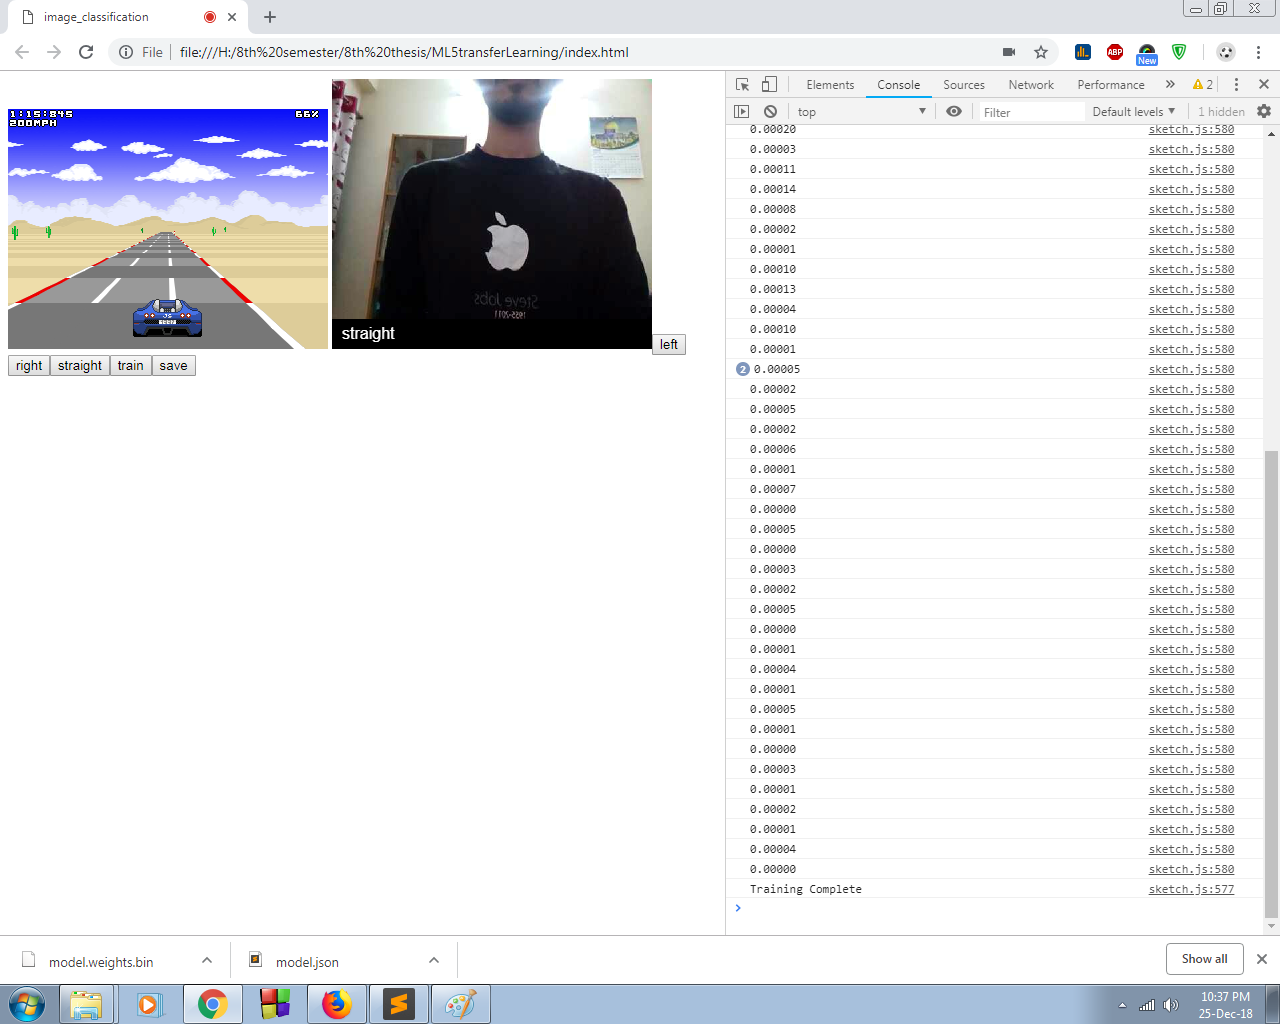 image_classification
File file:///H:/8th%20semester/8th%20thesis/ML5transferLearning/index.html
ABP
New
Elements Console Sources Network Performance » 2
top Filter Default levels 1 hidden
1:15:845 66%
200MPH
JS
Steve Jobs
1955-2011
straight
left
right straight train save
0.00020 sketch.js:580
0.00003 sketch.js:580
0.00011 sketch.js:580
0.00014 sketch.js:580
0.00008 sketch.js:580
0.00002 sketch.js:580
0.00001 sketch.js:580
0.00010 sketch.js:580
0.00013 sketch.js:580
0.00004 sketch.js:580
0.00010 sketch.js:580
0.00001 sketch.js:580
2 0.00005 sketch.js:580
0.00002 sketch.js:580
0.00005 sketch.js:580
0.00002 sketch.js:580
0.00006 sketch.js:580
0.00001 sketch.js:580
0.00007 sketch.js:580
0.00000 sketch.js:580
0.00005 sketch.js:580
0.00000 sketch.js:580
0.00003 sketch.js:580
0.00002 sketch.js:580
0.00005 sketch.js:580
0.00000 sketch.js:580
0.00001 sketch.js:580
0.00004 sketch.js:580
0.00001 sketch.js:580
0.00005 sketch.js:580
0.00001 sketch.js:580
0.00000 sketch.js:580
0.00003 sketch.js:580
0.00001 sketch.js:580
0.00002 sketch.js:580
0.00001 sketch.js:580
0.00004 sketch.js:580
0.00000 sketch.js:580
Training Complete sketch.js:577
model.weights.bin model.json Show all
10:37 PM
25-Dec-18